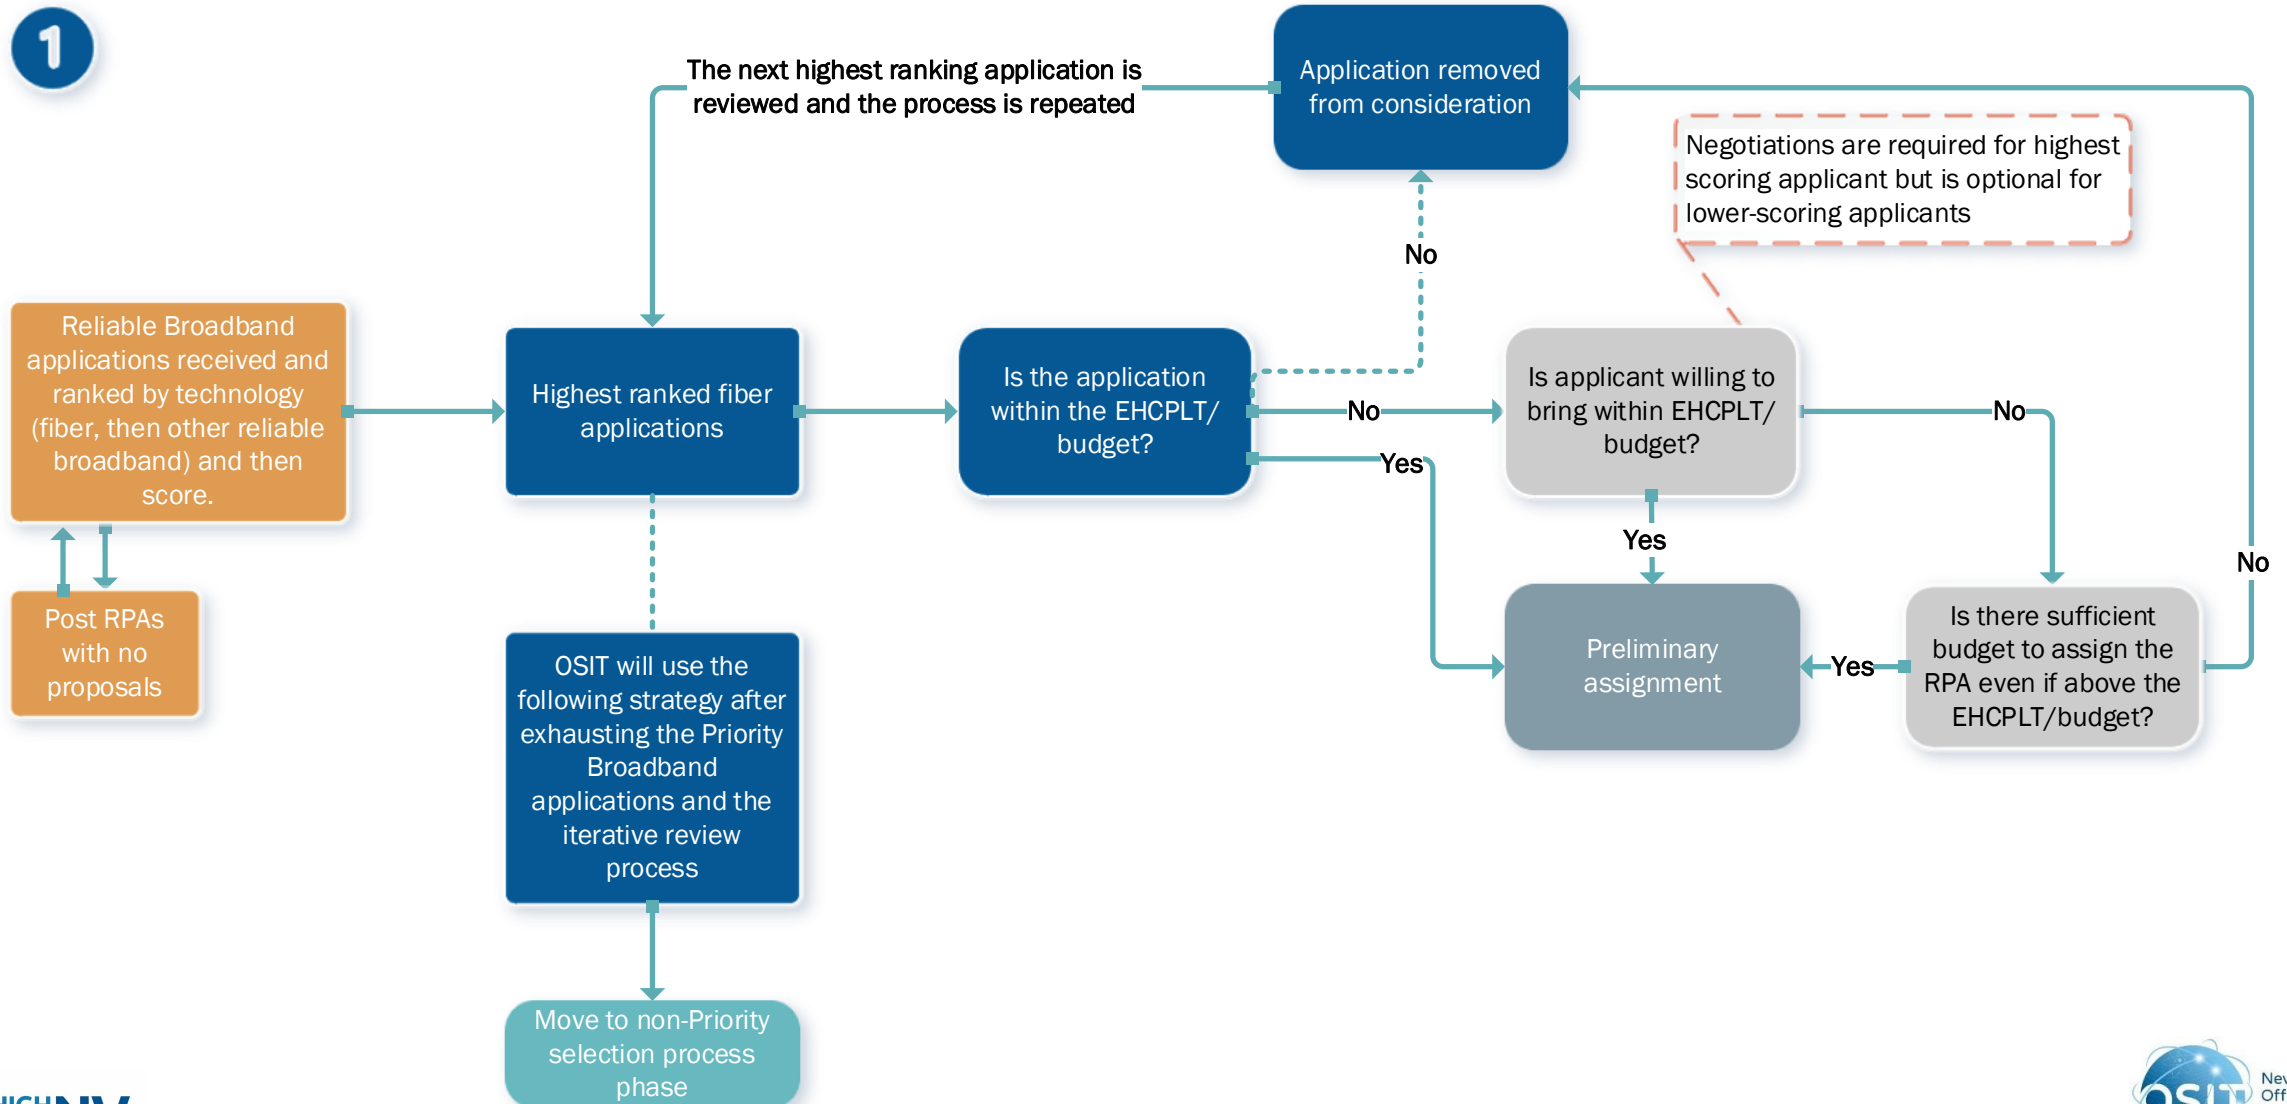 1
The next highest ranking application is
reviewed and the process is repeated
Application removed
from consideration
Negotiations are required for highest
scoring applicant but is optional for
lower-scoring applicants
No
Reliable Broadband
applications received and
ranked by technology
(fiber, then other reliable
broadband) and then
score.
Highest ranked fiber
applications
Is the application
within the EHCPLT/
budget?
No
Yes
Is applicant willing to
bring within EHCPLT/
budget?
No
Yes
No
Post RPAs
with no
proposals
OSIT will use the
following strategy after
exhausting the Priority
Broadband
applications and the
iterative review
process
Preliminary
assignment
Yes
Is there sufficient
budget to assign the
RPA even if above the
EHCPLT/budget?
Move to non-Priority
selection process
phase
NV
OSIT
Off